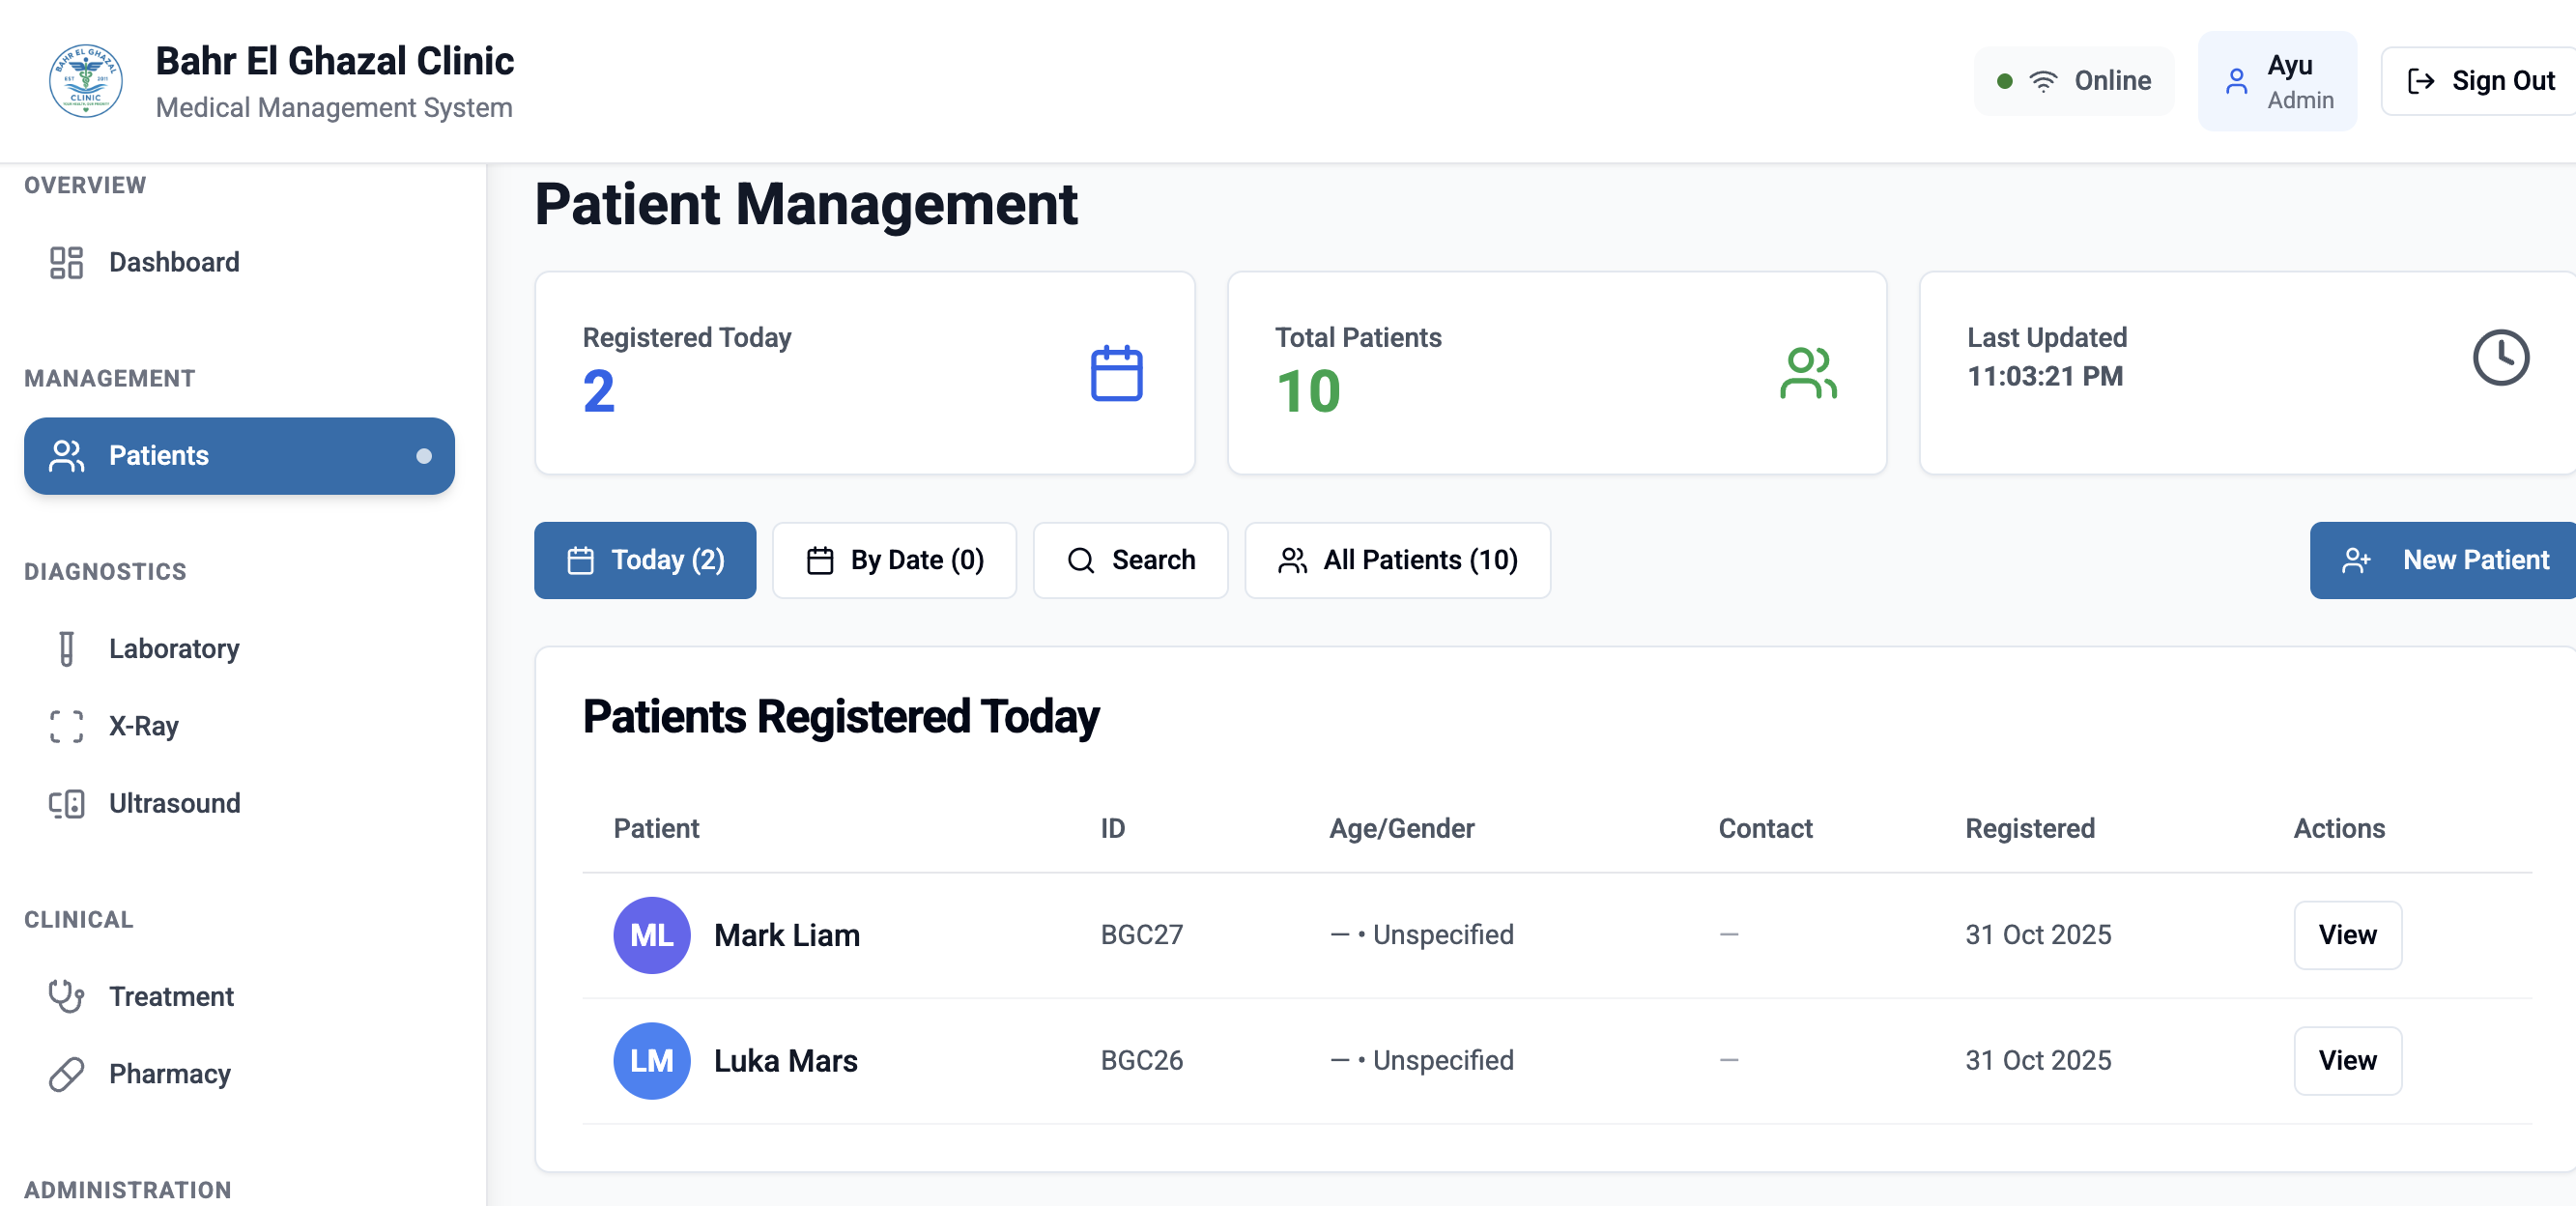 BAHR EL GHAZAL
EST 2011
CLINIC
Bahr El Ghazal Clinic
Medical Management System
Online
Ayu
Admin
Sign Out
OVERVIEW
Dashboard
MANAGEMENT
Patients
DIAGNOSTICS
Laboratory
X-Ray
Ultrasound
CLINICAL
Treatment
Pharmacy
ADMINISTRATION
Patient Management
Registered Today
2
Total Patients
10
Last Updated
11:03:21 PM
Today (2)
By Date (0)
Search
All Patients (10)
New Patient
Patients Registered Today
Patient ID Age/Gender Contact Registered Actions
ML Mark Liam BGC27 – • Unspecified – 31 Oct 2025 View
LM Luka Mars BGC26 – • Unspecified – 31 Oct 2025 View